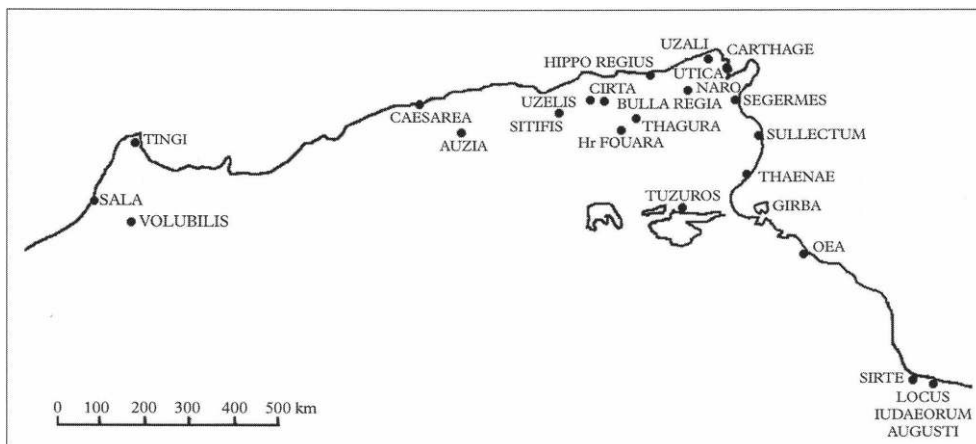 UZALI
CARTHAGE
HIPPO REGIUS
UTICA
NARO
CIRTA
UZELIS
BULLA REGIA
SEGERMES
CAESAREA
SITIFIS
THAGURA
TINGI
AUZIA
Hr FOUARA
SULLECTUM
THAENAE
SALA
TUZUROS
GIRBA
VOLUBILIS
OEA
SIRTE
LOCUS
IUDAEORUM
AUGUSTI
0 100 200 300 400 500 km